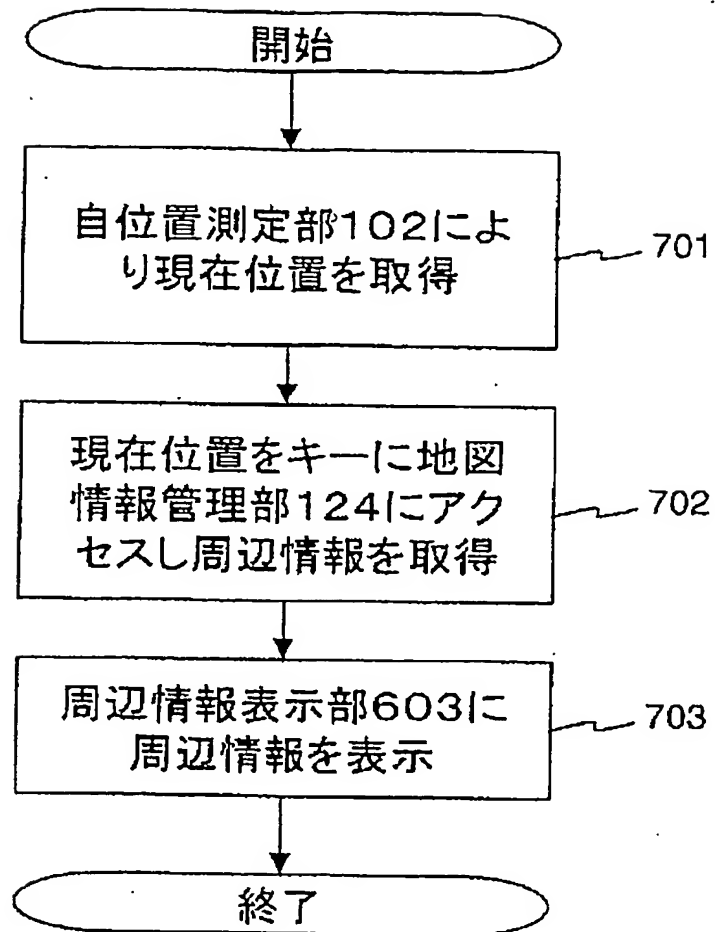 開始
自位置測定部102によ
り現在位置を取得
701
現在位置をキーに地図
情報管理部124にアク
セスし周辺情報を取得
702
周辺情報表示部603に
周辺情報を表示
703
終了